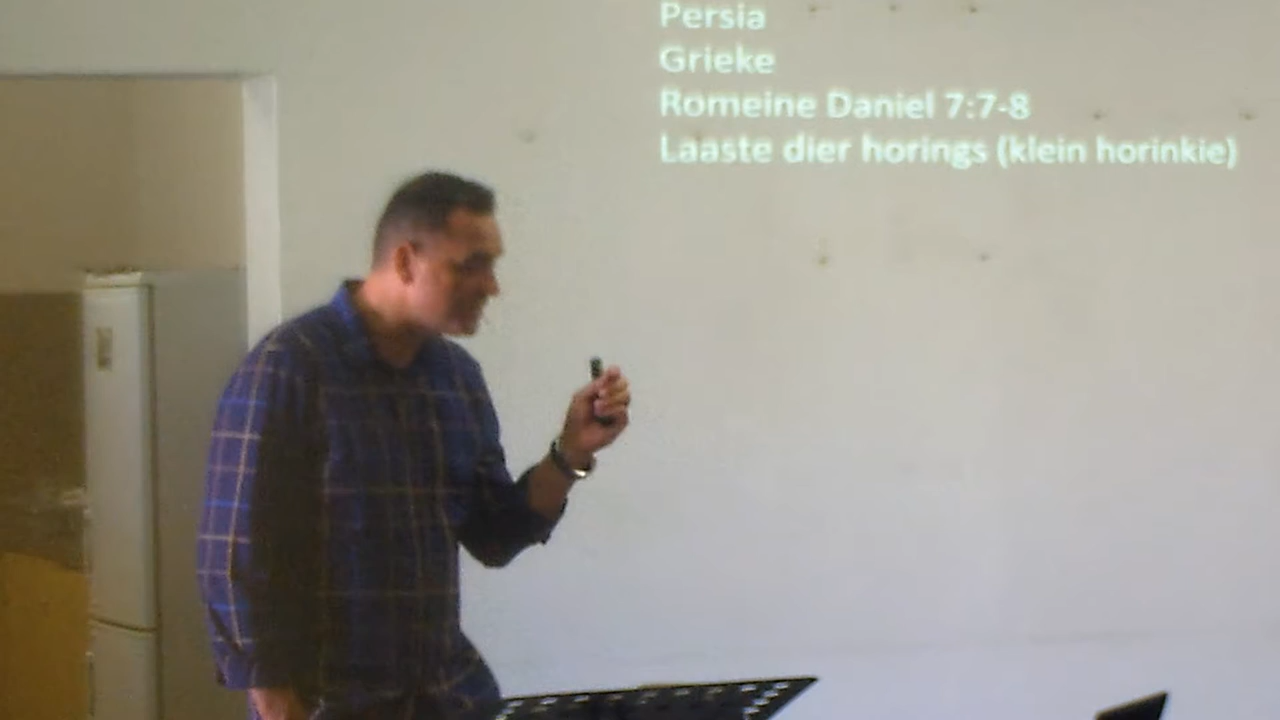 Persia
Grieke
Romeine Daniel 7:7-8
Laaste dier horings (klein horinkie)